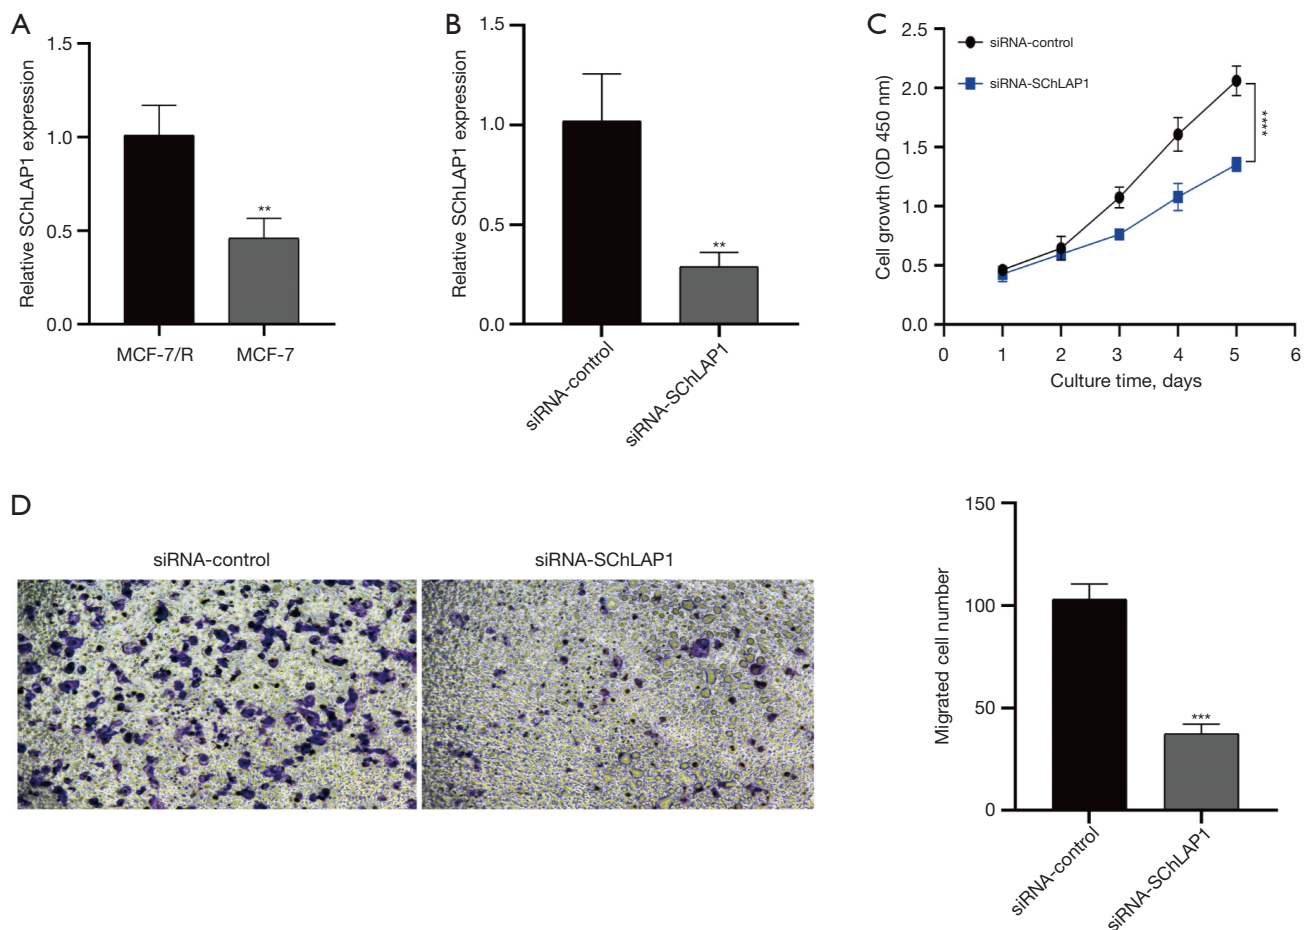 A
Relative SChLAP1 expression
1.5
1.0
0.5
0.0
**
MCF-7/R
MCF-7
B
Relative SChLAP1 expression
1.5
1.0
0.5
0.0
**
siRNA-control
siRNA-SChLAP1
C
Cell growth (OD 450 nm)
2.5
2.0
1.5
1.0
0.5
0.0
siRNA-control
siRNA-SChLAP1
****
0
1
2
3
4
5
6
Culture time, days
D
siRNA-control
siRNA-SChLAP1
Migrated cell number
150
100
50
0
***
siRNA-control
siRNA-SChLAP1